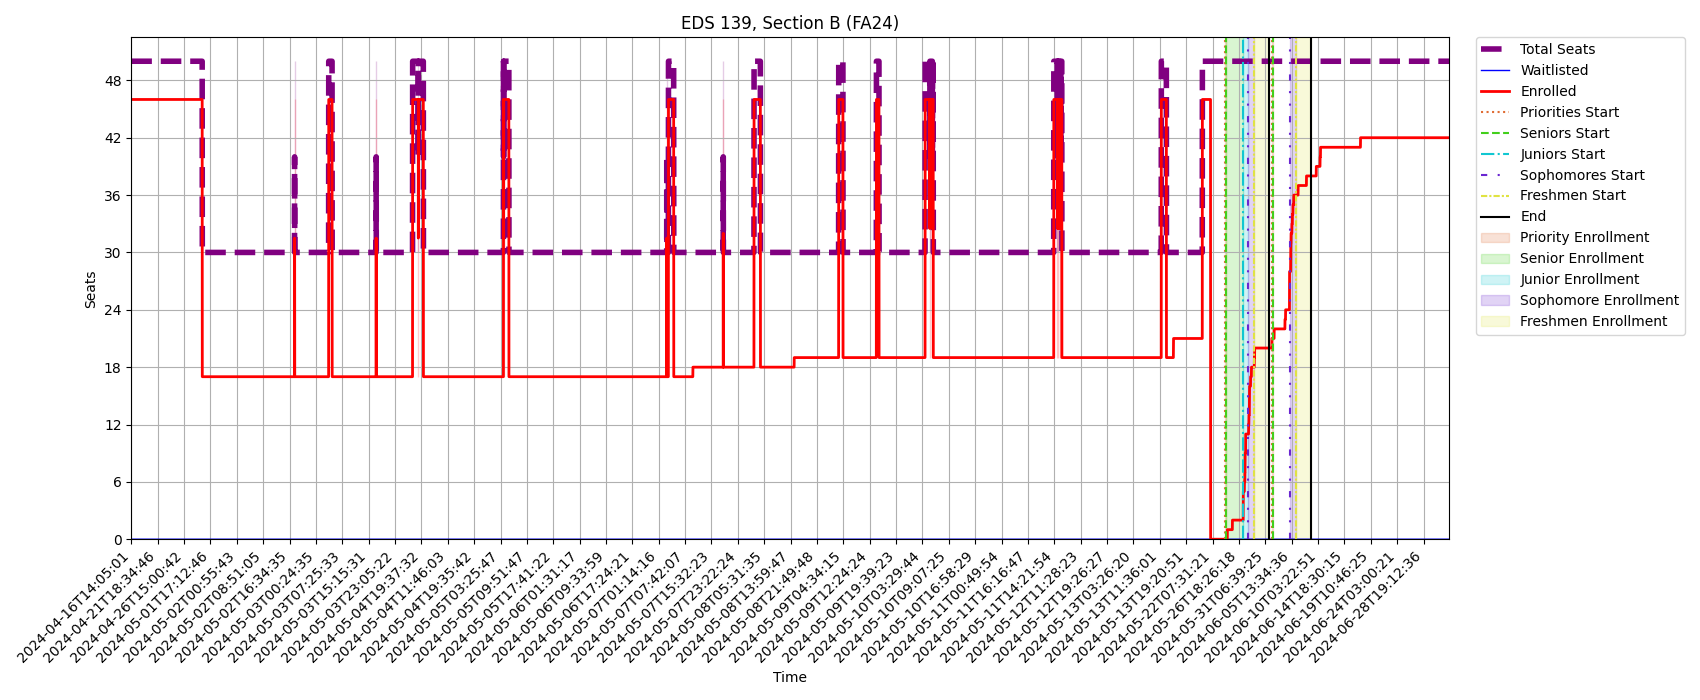 EDS 139, Section B (FA24)
Seats
48
42
36
30
24
18
12
6
0
2024-04-16T14:05:01
2024-04-21T18:34:46
2024-04-26T15:00:42
2024-05-01T17:12:46
2024-05-02T00:55:43
2024-05-02T08:51:05
2024-05-02T16:34:35
2024-05-03T00:24:35
2024-05-03T07:25:33
2024-05-03T15:15:31
2024-05-03T23:05:22
2024-05-04T19:37:32
2024-05-04T11:46:03
2024-05-04T19:35:42
2024-05-05T03:25:47
2024-05-05T09:51:47
2024-05-05T17:41:22
2024-05-06T01:31:17
2024-05-06T09:33:59
2024-05-06T17:24:21
2024-05-07T01:14:16
2024-05-07T07:42:07
2024-05-07T15:32:23
2024-05-07T23:22:24
2024-05-08T05:31:35
2024-05-08T13:59:47
2024-05-08T21:49:48
2024-05-09T04:34:15
2024-05-09T12:24:24
2024-05-09T19:39:23
2024-05-10T03:29:44
2024-05-10T09:07:25
2024-05-10T16:58:29
2024-05-11T00:49:54
2024-05-11T16:16:47
2024-05-11T14:21:54
2024-05-12T11:28:23
2024-05-12T19:26:27
2024-05-13T03:26:20
2024-05-13T11:36:01
2024-05-13T19:20:51
2024-05-22T07:31:21
2024-05-26T18:26:18
2024-05-31T06:39:25
2024-06-05T13:34:36
2024-06-10T03:22:51
2024-06-14T18:30:15
2024-06-19T10:46:25
2024-06-24T03:00:21
2024-06-28T19:12:36
Time
Total Seats
Waitlisted
Enrolled
Priorities Start
Seniors Start
Juniors Start
Sophomores Start
Freshmen Start
End
Priority Enrollment
Senior Enrollment
Junior Enrollment
Sophomore Enrollment
Freshmen Enrollment